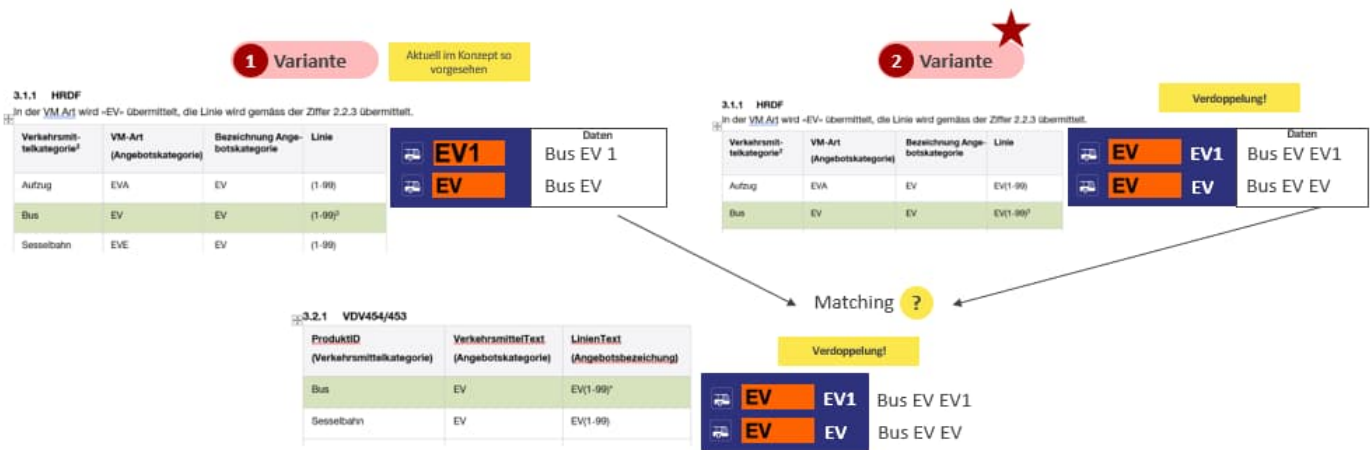 1 Variante
Aktuell im Konzept so
vorgesehen
3.1.1 HRDF
In der VM Art wird «EV» übermittelt, die Linie wird gemäss der Ziffer 2.2.3 übermittelt.
Verkehrsmit-
telkategorie²
VM-Art
(Angebotskategorie)
Bezeichnung Ange-
botskategorie
Linie
Aufzug EVA EV (1-99)
Bus EV EV (1-99)³
Sesselbahn EVE EV (1-99)
EV1
EV
Daten
Bus EV 1
Bus EV
2 Variante
Verdoppelung!
3.1.1 HRDF
In der VM Art wird «EV» übermittelt, die Linie wird gemäss der Ziffer 2.2.3 übermittelt.
Verkehrsmit-
telkategorie²
VM-Art
(Angebotskategorie)
Bezeichnung Ange-
botskategorie
Linie
Aufzug EVA EV EV(1-99)
Bus EV EV EV(1-99)³
EV EV1
EV EV
Daten
Bus EV EV1
Bus EV EV
Matching ?
3.2.1 VDV454/453
ProduktID
(Verkehrsmittelkategorie)
VerkehrsmittelText
(Angebotskategorie)
LinienText
(Angebotsbezeichung)
Bus EV EV(1-99)*
Sesselbahn EV EV(1-99)
Verdoppelung!
EV EV1 Bus EV EV1
EV EV Bus EV EV